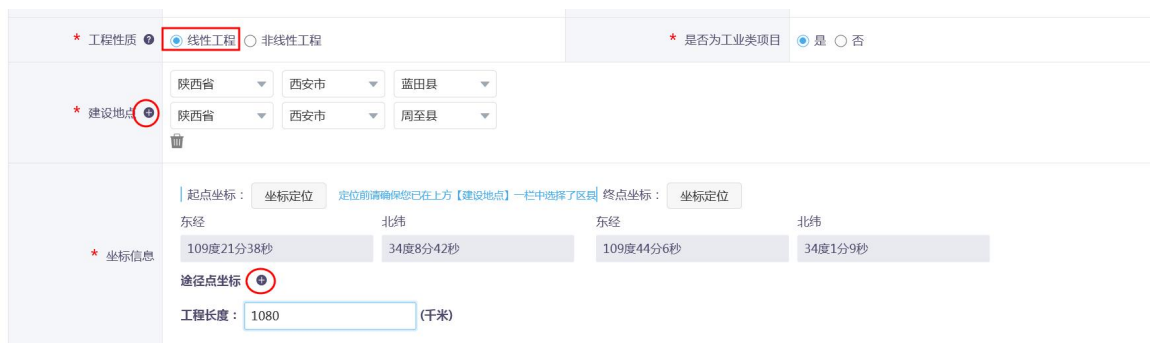 * 工程性质 线性工程 非线性工程 * 是否为工业类项目 是 否
陕西省 西安市 蓝田县
* 建设地点
陕西省 西安市 周至县
起点坐标： 坐标定位 定位前请确保您已在上方【建设地点】一栏中选择了区县 终点坐标： 坐标定位
东经 北纬 东经 北纬
* 坐标信息
109度21分38秒 34度8分42秒 109度44分6秒 34度1分9秒
途径点坐标
工程长度： 1080 (千米)